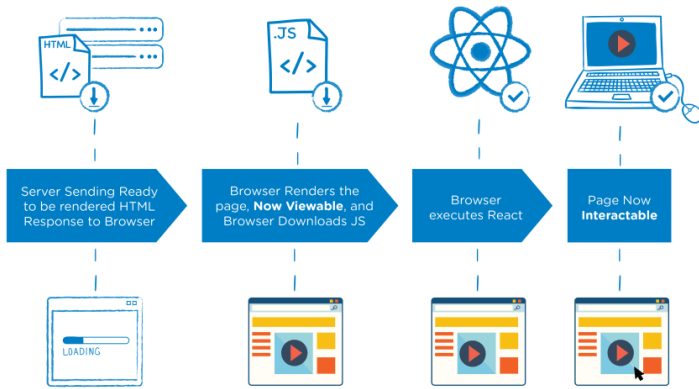 HTML
</>
.JS
</>
Server Sending Ready
to be rendered HTML
Response to Browser
Browser Renders the
page, Now Viewable, and
Browser Downloads JS
Browser
executes React
Page Now
Interactable
LOADING